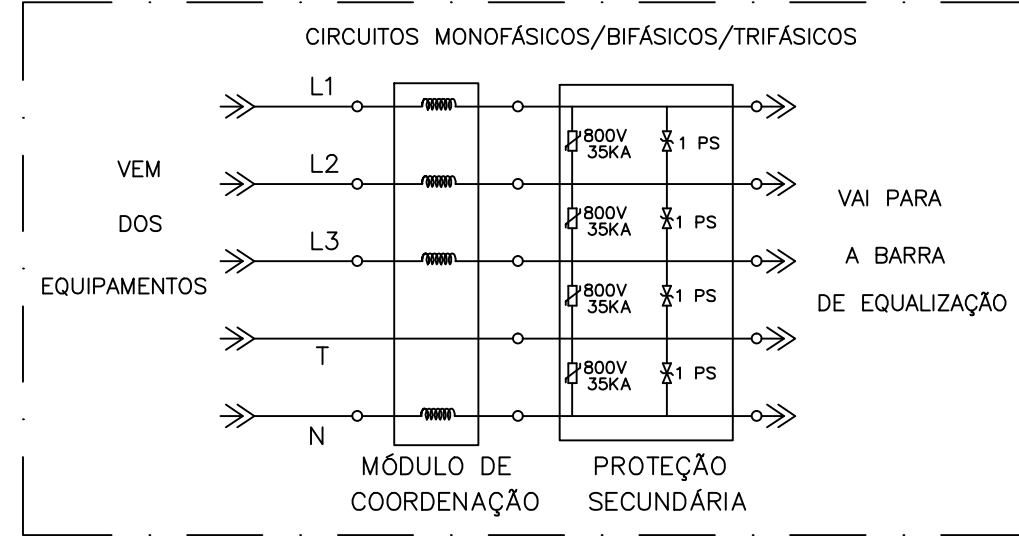 CIRCUITOS MONOFÁSICOS/BIFÁSICOS/TRIFÁSICOS
VEM
DOS
EQUIPAMENTOS
L1
L2
L3
T
N
800V
35KA
1 PS
800V
35KA
1 PS
800V
35KA
1 PS
800V
35KA
1 PS
VAI PARA
A BARRA
DE EQUALIZAÇÃO
MÓDULO DE
COORDENAÇÃO
PROTEÇÃO
SECUNDÁRIA